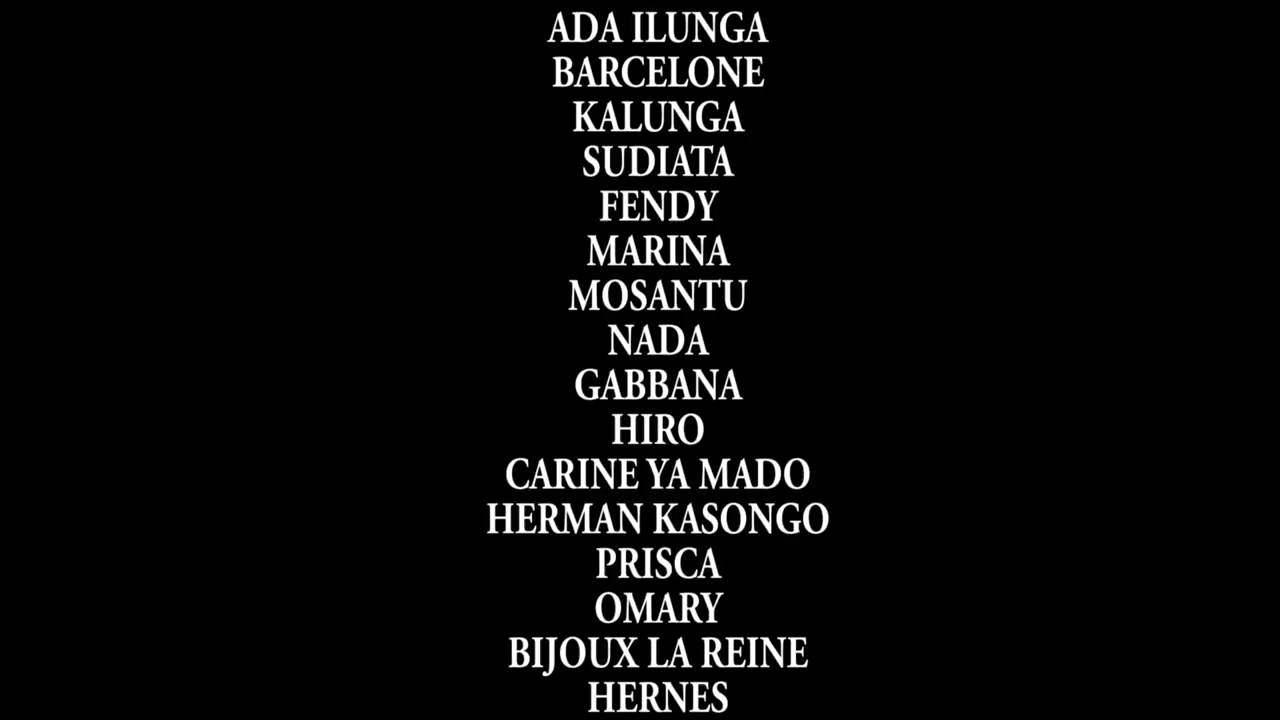 ADA ILUNGA
BARCELONE
KALUNGA
SUDIATA
FENDY
MARINA
MOSANTU
NADA
GABBANA
HIRO
CARINE YA MADO
HERMAN KASONGO
PRISCA
OMARY
BIJOUX LA REINE
HERNES